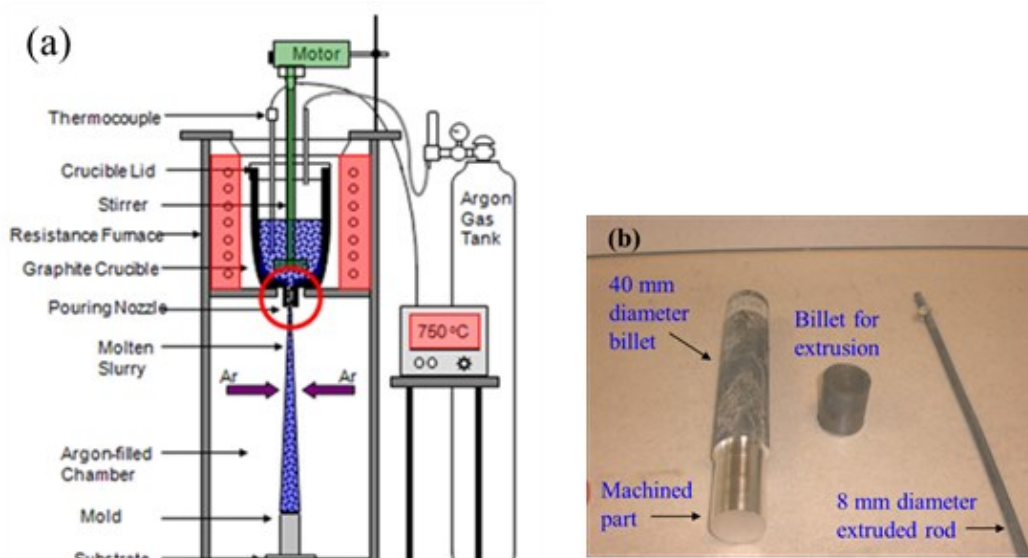 (a)
Motor
Thermocouple
Crucible Lid
Stirrer
Resistance Furnace
Graphite Crucible
Pouring Nozzle
Molten
Slurry
Ar
Ar
Argon-filled
Chamber
Mold
Substrate
Argon
Gas
Tank
750 °C
(b)
40 mm
diameter
billet
Billet for
extrusion
Machined
part
8 mm diameter
extruded rod